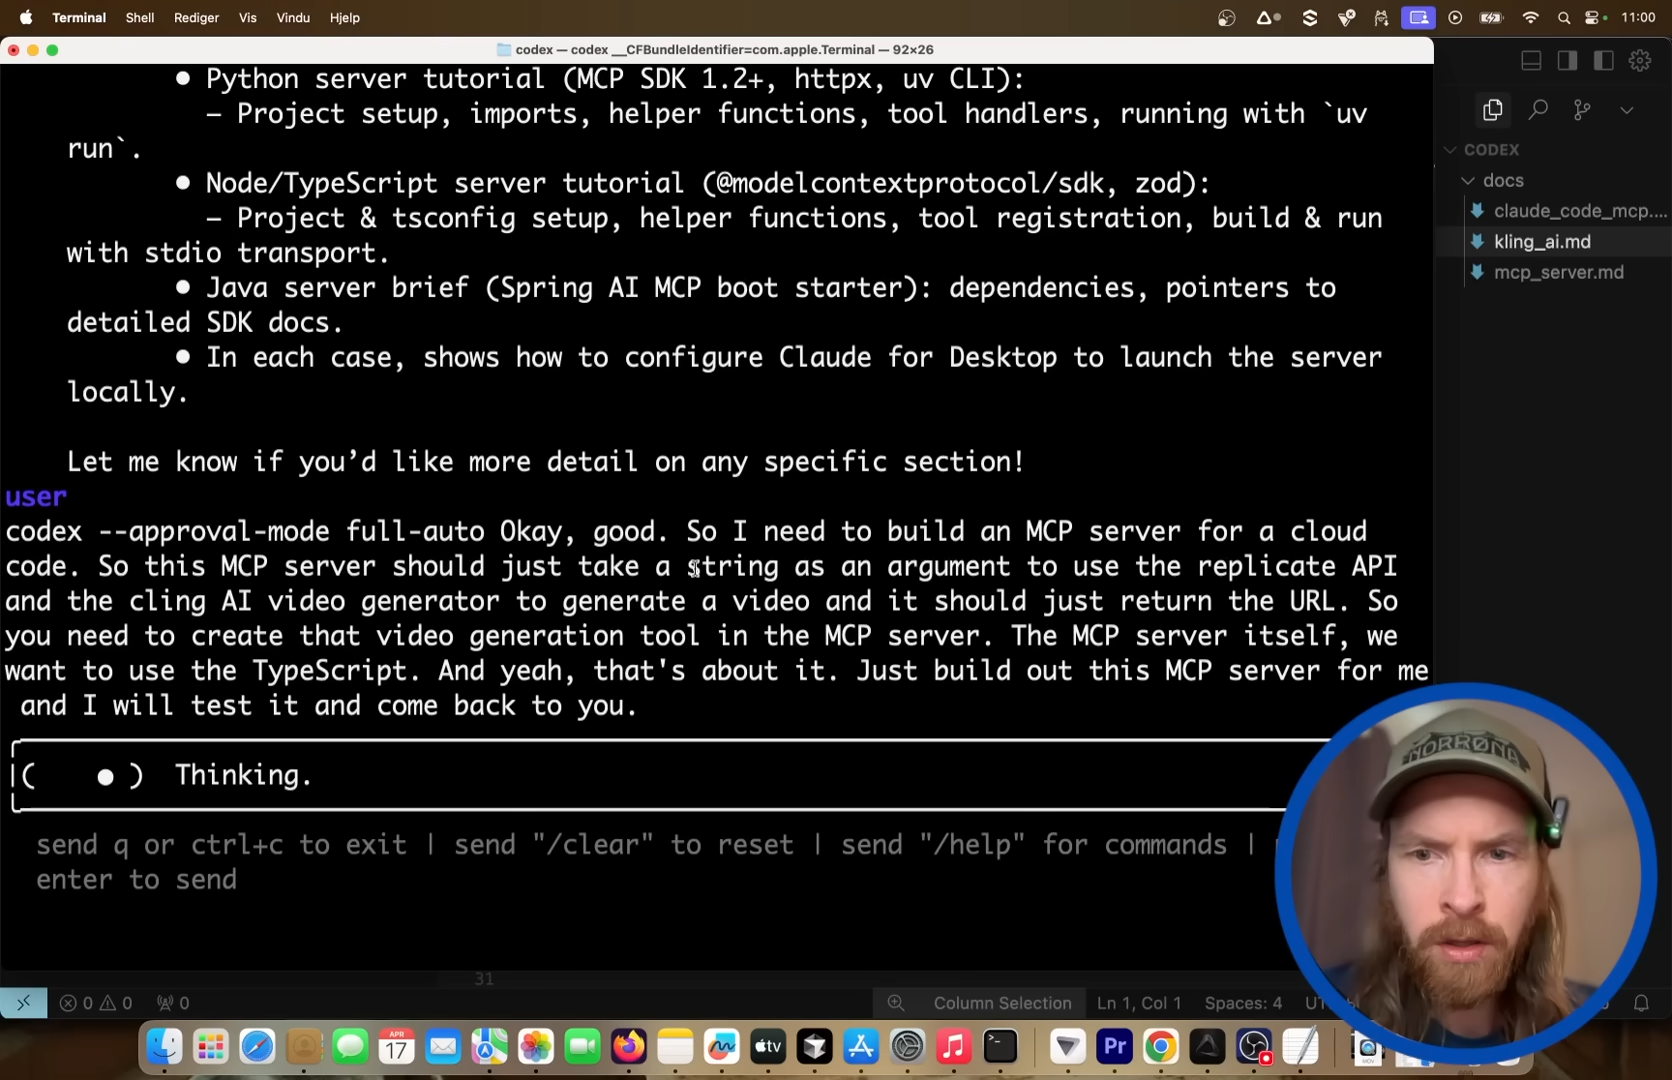 Terminal Shell Rediger Vis Vindu Hjelp 11:00
codex — codex __CFBundleIdentifier=com.apple.Terminal — 92×26
● Python server tutorial (MCP SDK 1.2+, httpx, uv CLI):
– Project setup, imports, helper functions, tool handlers, running with `uv
run`.
● Node/TypeScript server tutorial (@modelcontextprotocol/sdk, zod):
– Project & tsconfig setup, helper functions, tool registration, build & run
with stdio transport.
● Java server brief (Spring AI MCP boot starter): dependencies, pointers to
detailed SDK docs.
● In each case, shows how to configure Claude for Desktop to launch the server
locally.
Let me know if you’d like more detail on any specific section!
user
codex --approval-mode full-auto Okay, good. So I need to build an MCP server for a cloud
code. So this MCP server should just take a string as an argument to use the replicate API
and the cling AI video generator to generate a video and it should just return the URL. So
you need to create that video generation tool in the MCP server. The MCP server itself, we
want to use the TypeScript. And yeah, that's about it. Just build out this MCP server for me
and I will test it and come back to you.
( ● ) Thinking.
send q or ctrl+c to exit | send "/clear" to reset | send "/help" for commands |
enter to send
CODEX
docs
claude_code_mcp....
kling_ai.md
mcp_server.md
31
0 0 0 Column Selection Ln 1, Col 1 Spaces: 4
NORRØNA
APR
17
tv
Pr